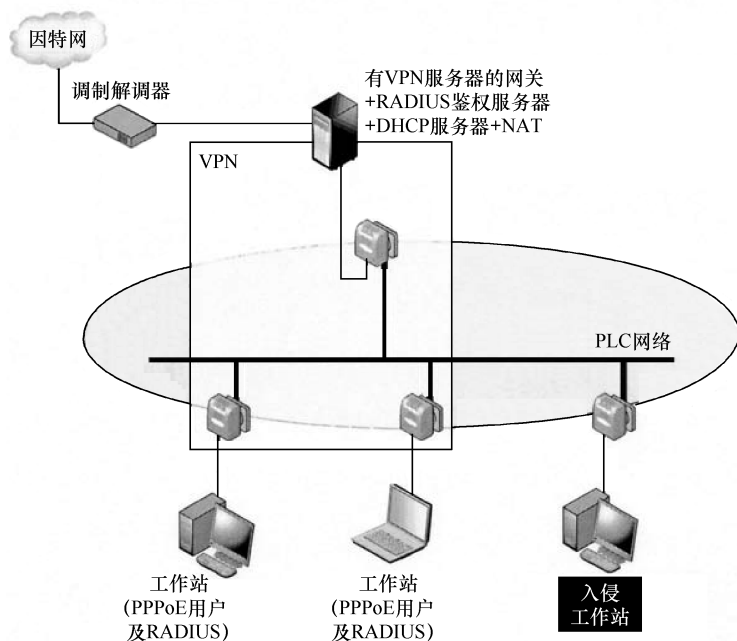 因特网
调制解调器
有VPN服务器的网关
+RADIUS鉴权服务器
+DHCP服务器+NAT
VPN
PLC网络
工作站
(PPPoE用户
及RADIUS)
工作站
(PPPoE用户
及RADIUS)
入侵
工作站